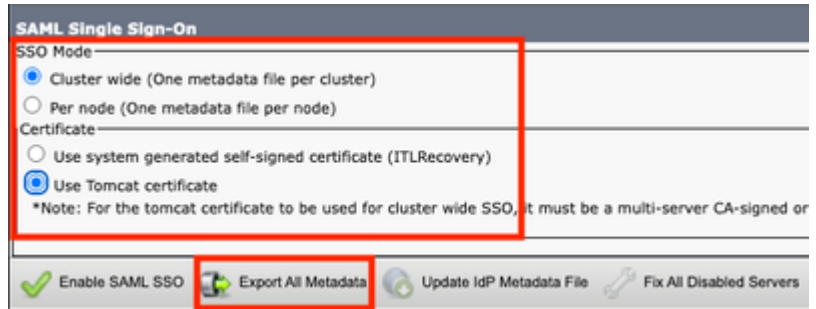 SAML Single Sign-On
SSO Mode
Cluster wide (One metadata file per cluster)
Per node (One metadata file per node)
Certificate
Use system generated self-signed certificate (ITLRecovery)
Use Tomcat certificate
*Note: For the tomcat certificate to be used for cluster wide SSO, it must be a multi-server CA-signed or
Enable SAML SSO Export All Metadata Update IdP Metadata File Fix All Disabled Servers